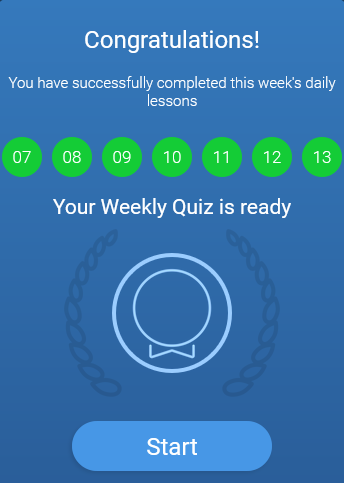 Congratulations!
You have successfully completed this week's daily
lessons
07 08 09 10 11 12 13
Your Weekly Quiz is ready
Start